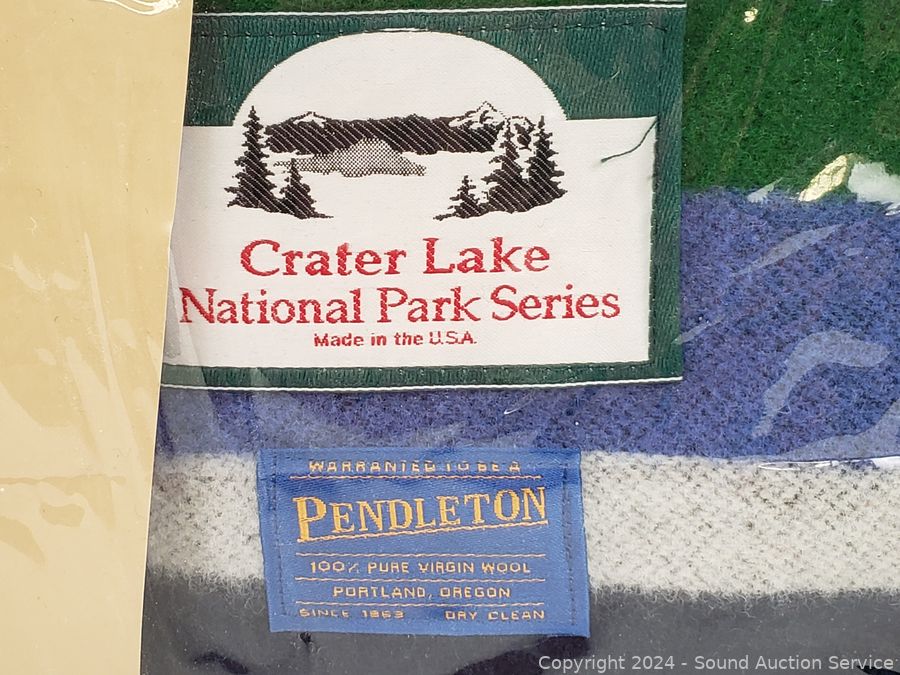 Crater Lake
National Park Series
Made in the U.S.A.
WARRANTED TO BE A
PENDLETON
100% PURE VIRGIN WOOL
PORTLAND, OREGON
SINCE 1863 DRY CLEAN
Copyright 2024 - Sound Auction Service